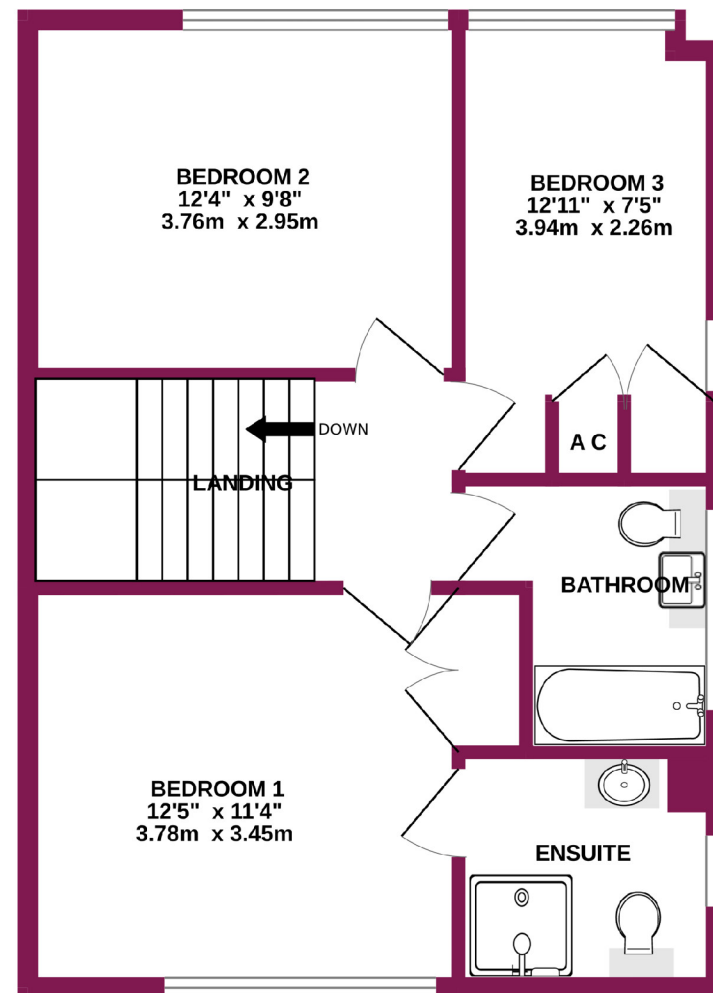 BEDROOM 2
12'4" x 9'8"
3.76m x 2.95m
BEDROOM 3
12'11" x 7'5"
3.94m x 2.26m
DOWN
A C
LANDING
BATHROOM
BEDROOM 1
12'5" x 11'4"
3.78m x 3.45m
ENSUITE